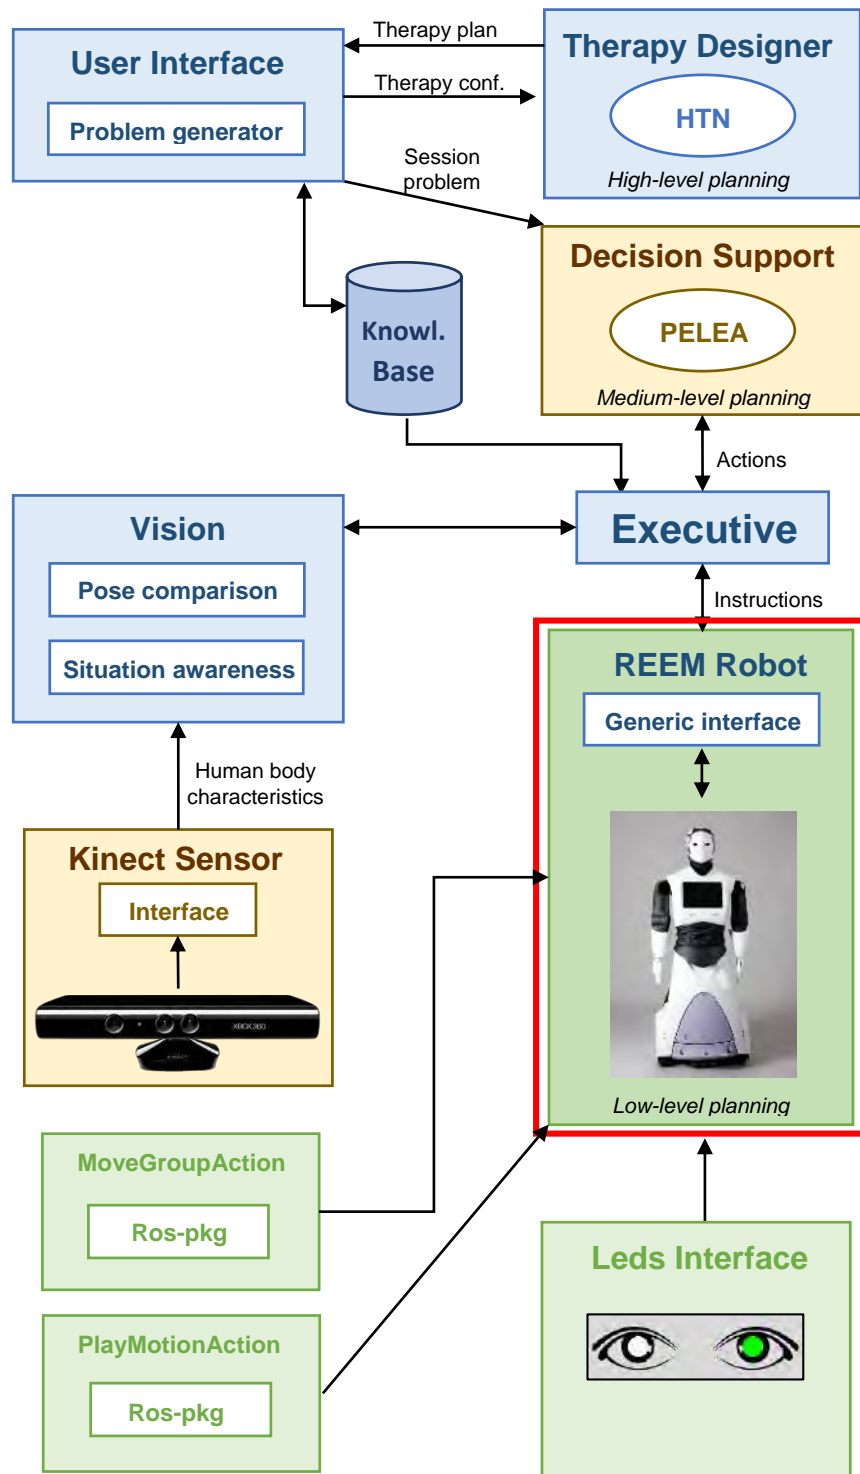 Therapy plan
User Interface
Therapy Designer
Therapy conf.
Problem generator
HTN
Session
problem
High-level planning
Decision Support
Knowl.
Base
PELEA
Medium-level planning
Actions
Vision
Executive
Pose comparison
Instructions
Situation awareness
REEM Robot
Generic interface
Human body
characteristics
Kinect Sensor
Interface
XBOX360
Low-level planning
MoveGroupAction
Ros-pkg
Leds Interface
PlayMotionAction
Ros-pkg